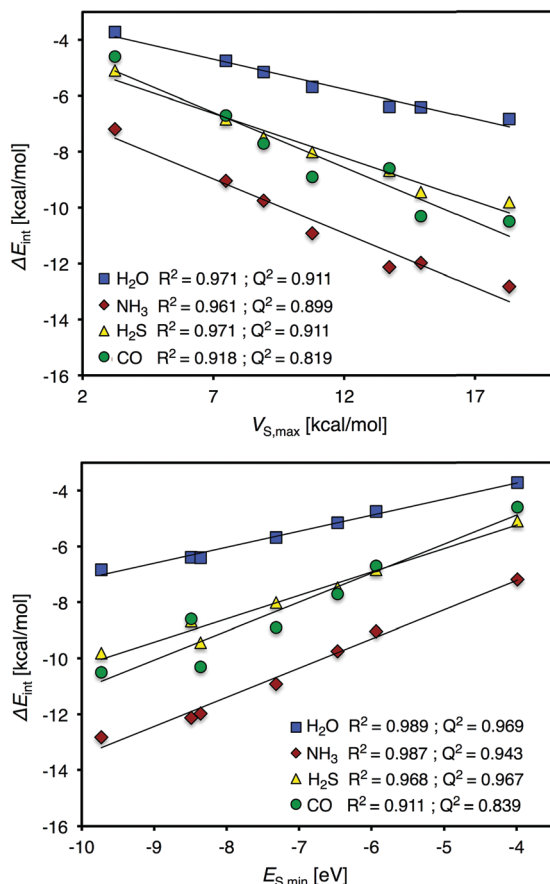 -4
-6
-8
-10
-12
-14
-16
ΔE_int [kcal/mol]
H₂O R² = 0.971 ; Q² = 0.911
NH₃ R² = 0.961 ; Q² = 0.899
H₂S R² = 0.971 ; Q² = 0.911
CO R² = 0.918 ; Q² = 0.819
2 7 12 17
V_S,max [kcal/mol]
-4
-6
-8
-10
-12
-14
-16
ΔE_int [kcal/mol]
H₂O R² = 0.989 ; Q² = 0.969
NH₃ R² = 0.987 ; Q² = 0.943
H₂S R² = 0.968 ; Q² = 0.967
CO R² = 0.911 ; Q² = 0.839
-10 -9 -8 -7 -6 -5 -4
E_S,min [eV]